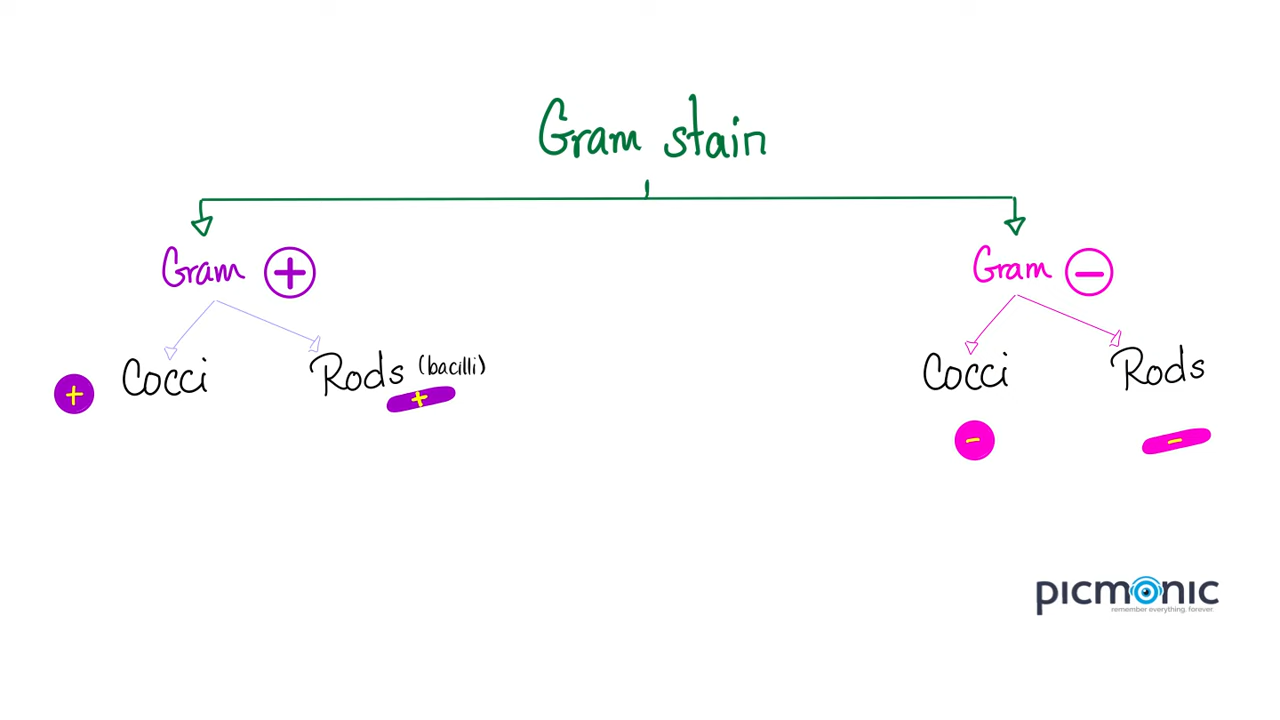 Gram stain
Gram +
Gram −
Cocci
Rods (bacilli)
Cocci
Rods
+
+
-
-
picmonic
remember everything, forever.